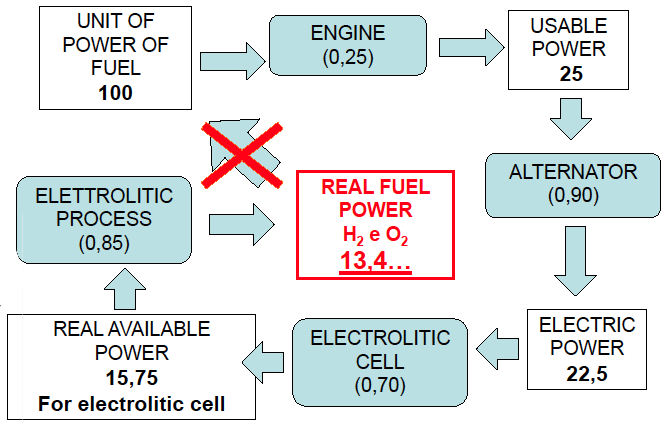 UNIT OF
POWER OF
FUEL
100
ENGINE
(0,25)
USABLE
POWER
25
ALTERNATOR
(0,90)
ELECTRIC
POWER
22,5
ELECTROLITIC
CELL
(0,70)
REAL AVAILABLE
POWER
15,75
For electrolitic cell
ELETTROLITIC
PROCESS
(0,85)
REAL FUEL
POWER
H₂ e O₂
13,4…